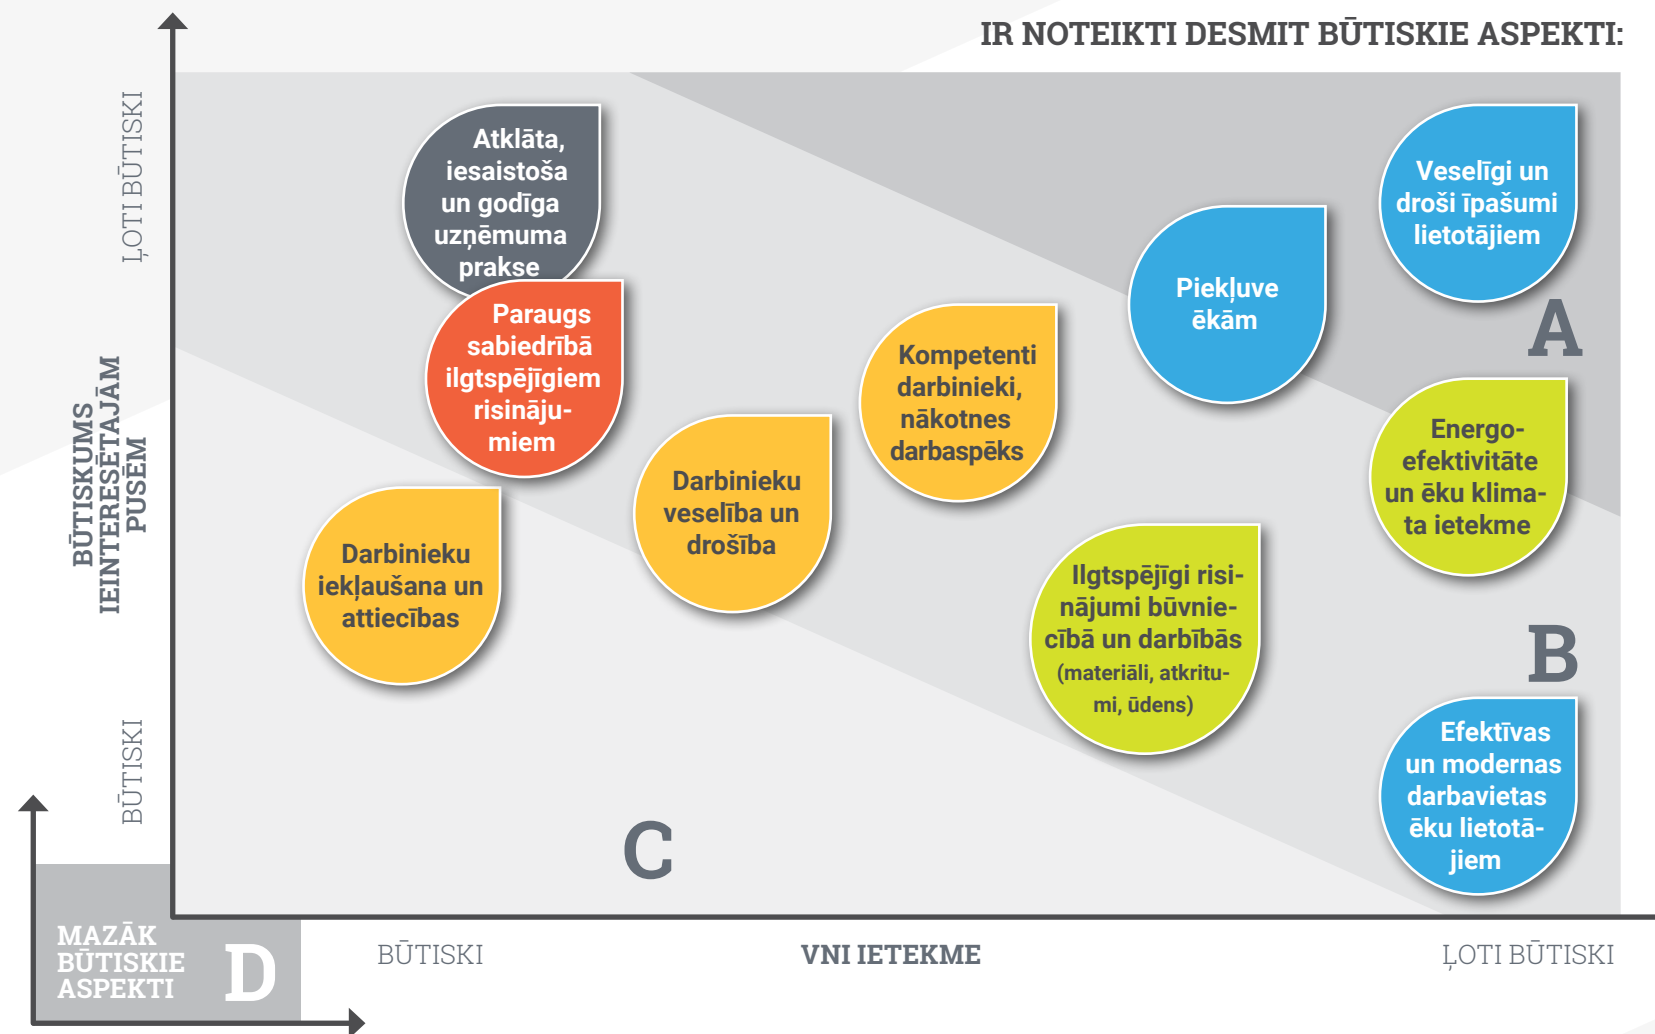 IR NOTEIKTI DESMIT BŪTISKIE ASPEKTI:
ĻOTI BŪTISKI
BŪTISKUMS
IEINTERESĒTAJĀM
PUSĒM
BŪTISKI
Atklāta,
iesaistoša
un godīga
uzņēmuma
prakse
Paraugs
sabiedrībā
ilgtspējīgiem
risināju-
miem
Darbinieku
iekļaušana un
attiecības
Darbinieku
veselība un
drošība
Kompetenti
darbinieki,
nākotnes
darbaspēks
Piekļuve
ēkām
Veselīgi un
droši īpašumi
lietotājiem
A
Energo-
efektivitāte
un ēku klima-
ta ietekme
Ilgtspējīgi risi-
nājumi būvnie-
cībā un darbībās
(materiāli, atkritu-
mi, ūdens)
B
Efektīvas
un modernas
darbavietas
ēku lietotā-
jiem
C
MAZĀK
BŪTISKIE
ASPEKTI
D
BŪTISKI
VNI IETEKME
ĻOTI BŪTISKI